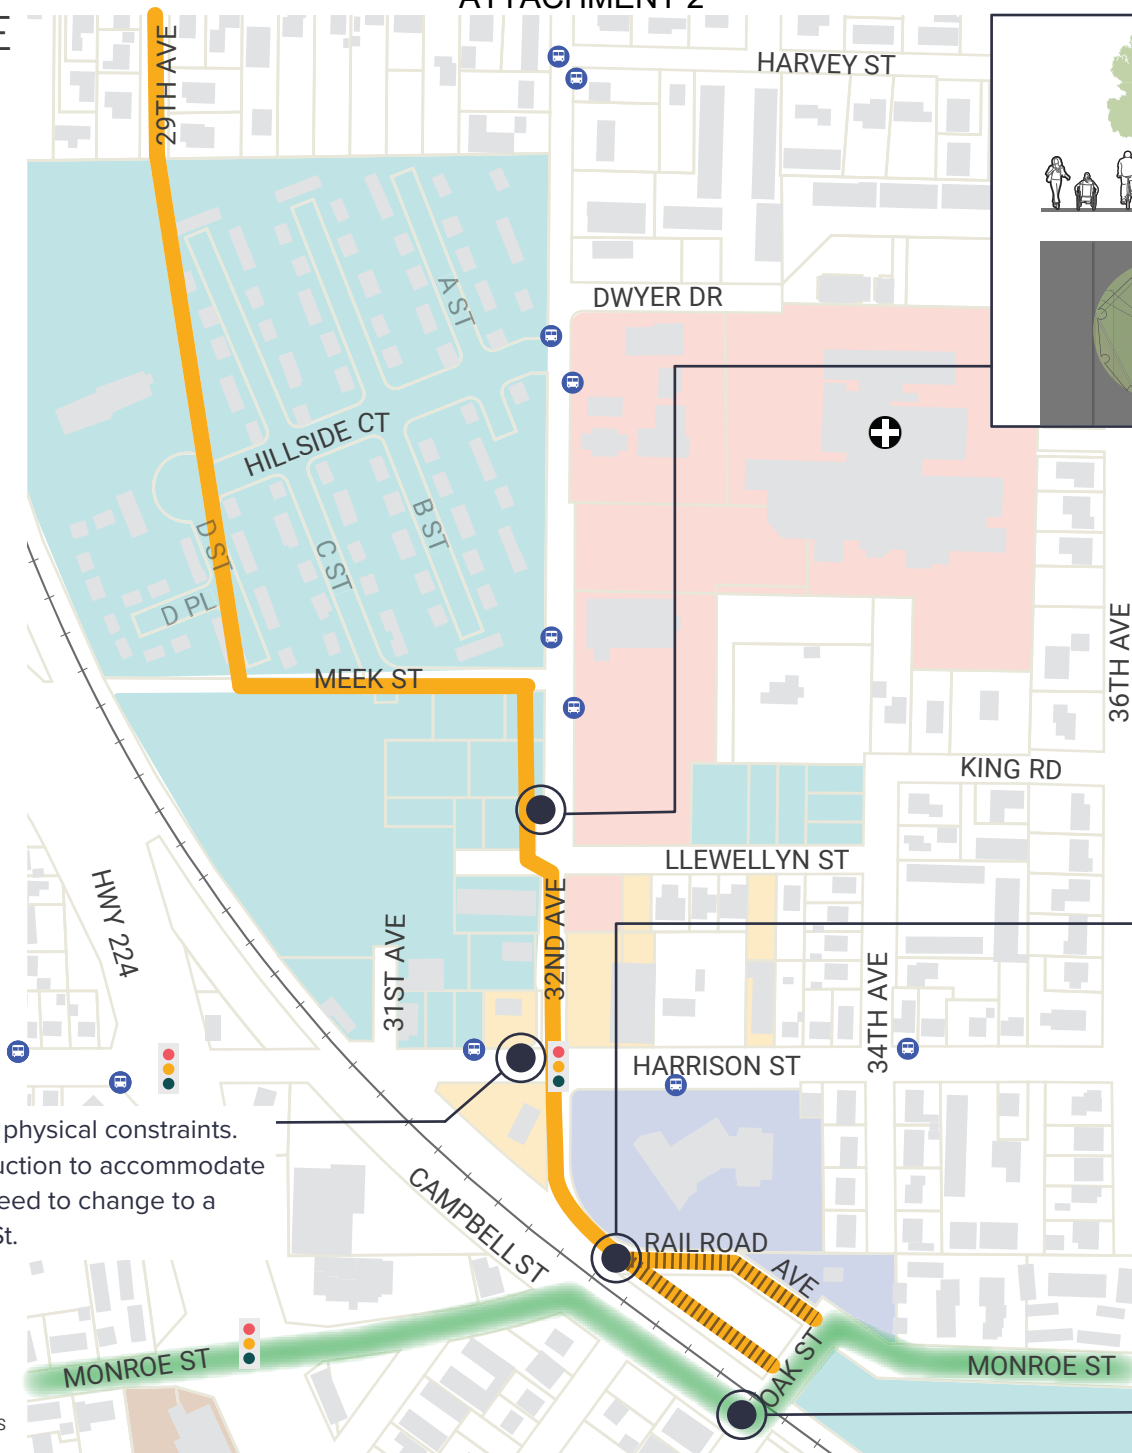 ATTACHMENT 2
E
29TH AVE
HARVEY ST
A ST
DWYER DR
HILLSIDE CT
D ST
C ST
B ST
D PL
MEEK ST
36TH AVE
KING RD
LLEWELLYN ST
HWY 224
31ST AVE
32ND AVE
34TH AVE
HARRISON ST
physical constraints.
uction to accommodate
eed to change to a
St.
CAMPBELL ST
RAILROAD AVE
MONROE ST
OAK ST
MONROE ST
s